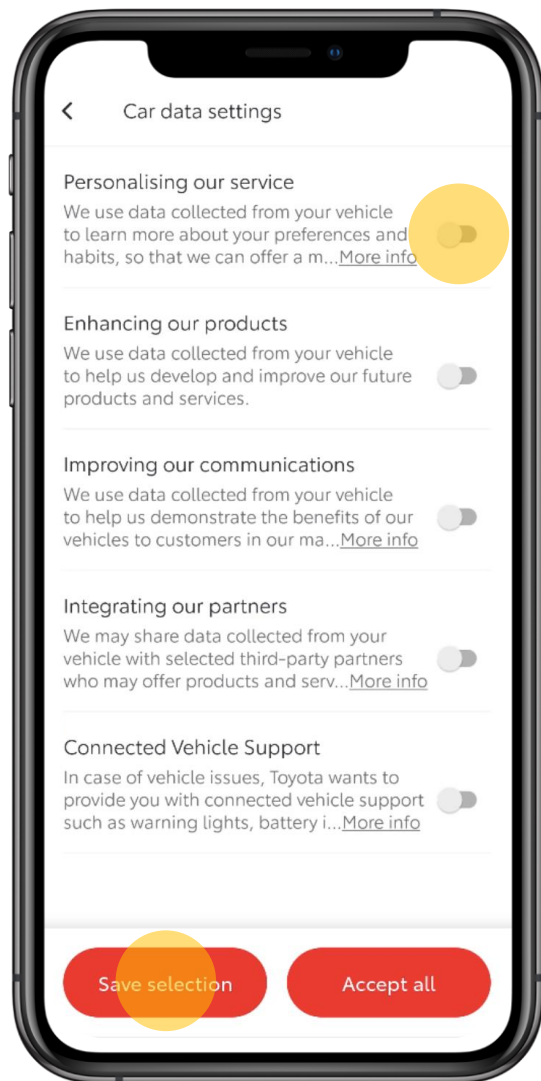 Car data settings
Personalising our service
We use data collected from your vehicle
to learn more about your preferences and
habits, so that we can offer a m...More info
Enhancing our products
We use data collected from your vehicle
to help us develop and improve our future
products and services.
Improving our communications
We use data collected from your vehicle
to help us demonstrate the benefits of our
vehicles to customers in our ma...More info
Integrating our partners
We may share data collected from your
vehicle with selected third-party partners
who may offer products and serv...More info
Connected Vehicle Support
In case of vehicle issues, Toyota wants to
provide you with connected vehicle support
such as warning lights, battery i...More info
Save selection
Accept all